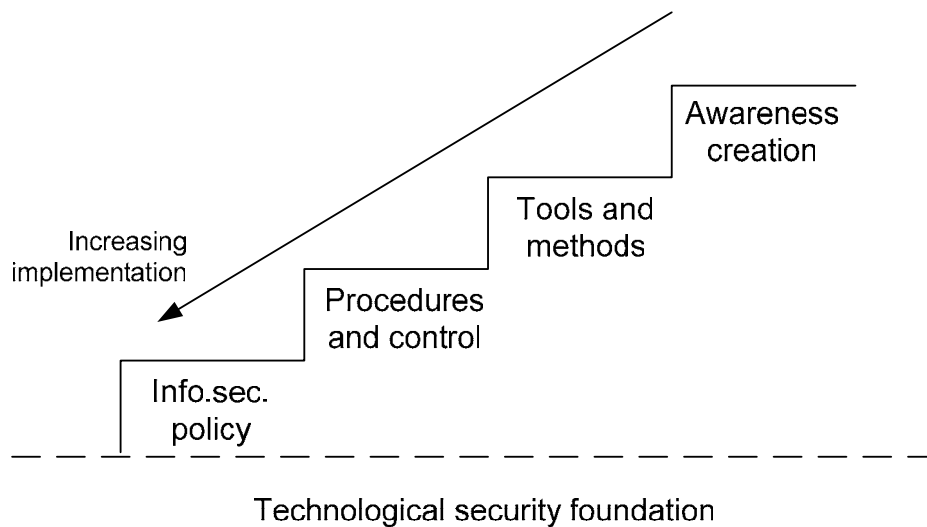 Awareness
creation
Tools and
methods
Increasing
implementation
Procedures
and control
Info.sec.
policy
Technological security foundation